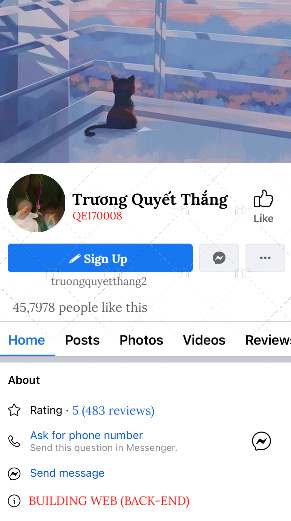 Trương Quyết Thắng
QE170008
Like
Sign Up
truongquyetthang2
45,7978 people like this
Home Posts Photos Videos Reviews
About
Rating · 5 (483 reviews)
Ask for phone number
Send this question in Messenger.
Send message
BUILDING WEB (BACK-END)